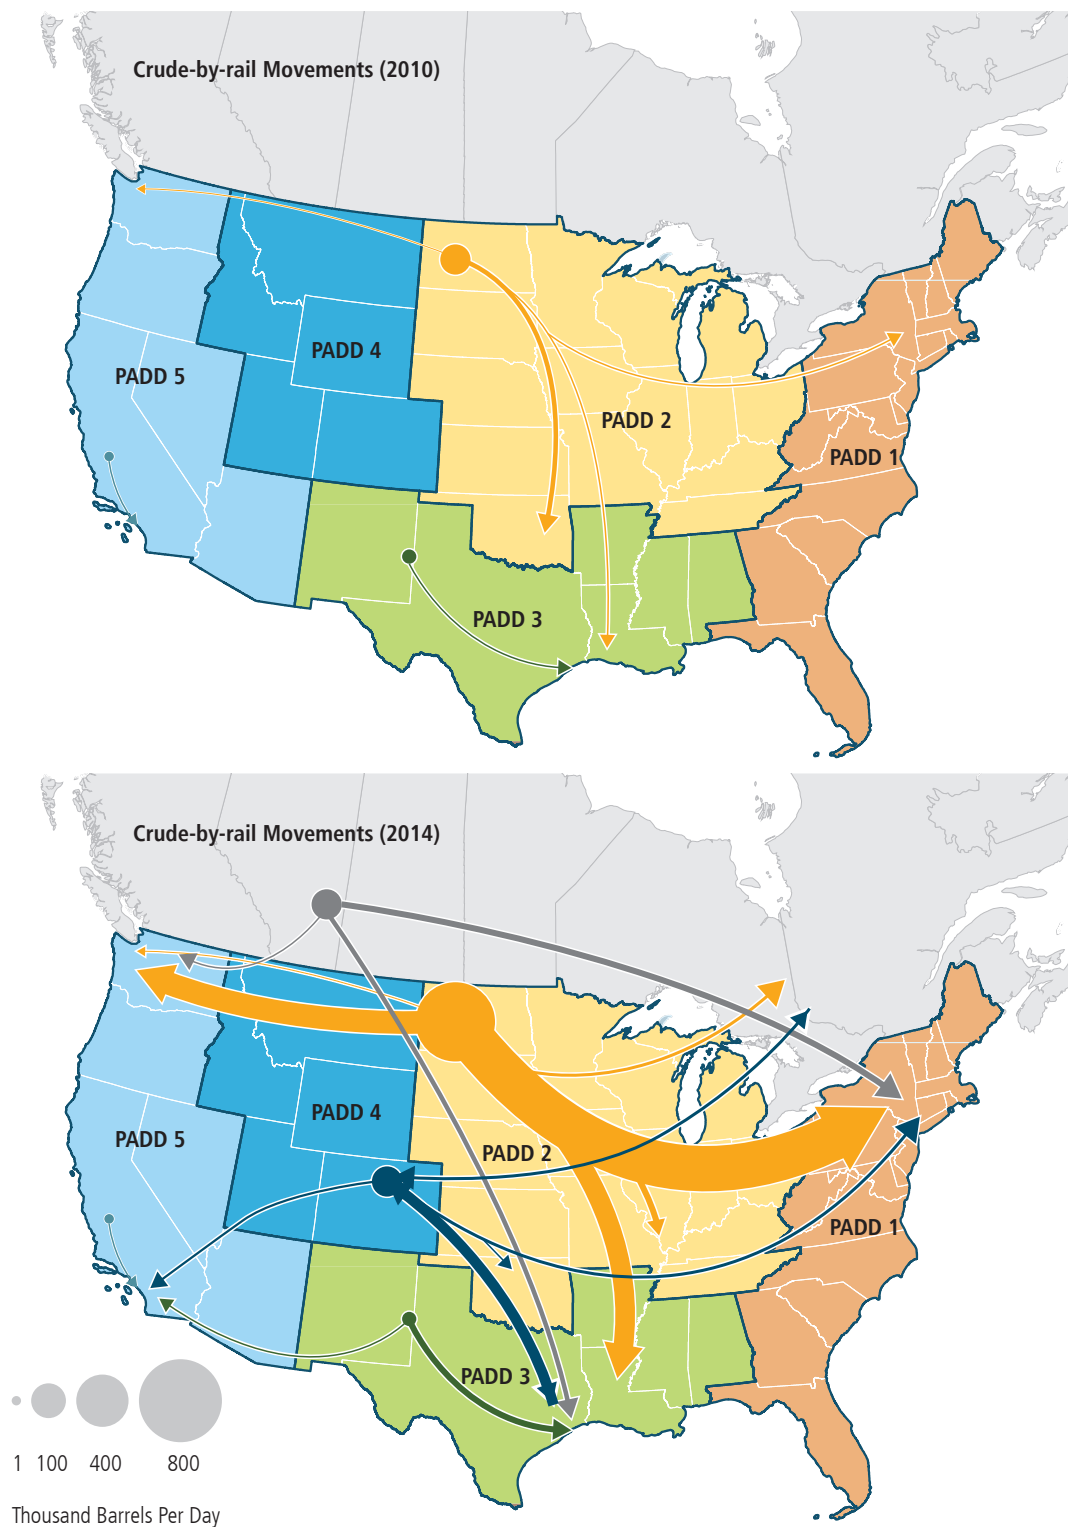 Crude-by-rail Movements (2010)
PADD 4
PADD 5
PADD 2
PADD 1
PADD 3
Crude-by-rail Movements (2014)
PADD 4
PADD 5
PADD 2
PADD 1
PADD 3
1 100 400 800
Thousand Barrels Per Day